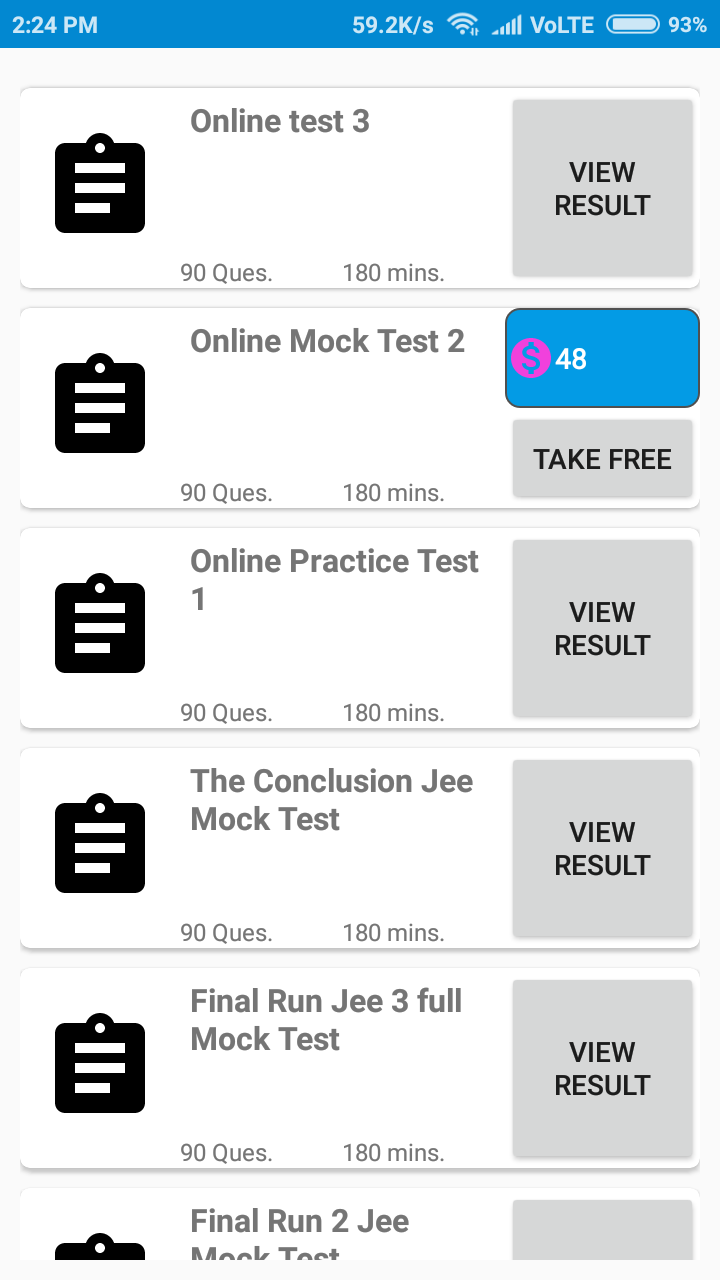 2:24 PM 59.2K/s VoLTE 93%
Online test 3
VIEW
RESULT
90 Ques. 180 mins.
Online Mock Test 2
$ 48
TAKE FREE
90 Ques. 180 mins.
Online Practice Test
1
VIEW
RESULT
90 Ques. 180 mins.
The Conclusion Jee
Mock Test
VIEW
RESULT
90 Ques. 180 mins.
Final Run Jee 3 full
Mock Test
VIEW
RESULT
90 Ques. 180 mins.
Final Run 2 Jee
Mock Test